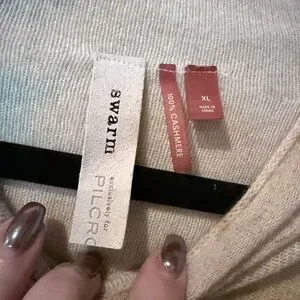 swarm
exclusively for
PILCRO
100% CASHMERE
XL
MADE IN
CHINA